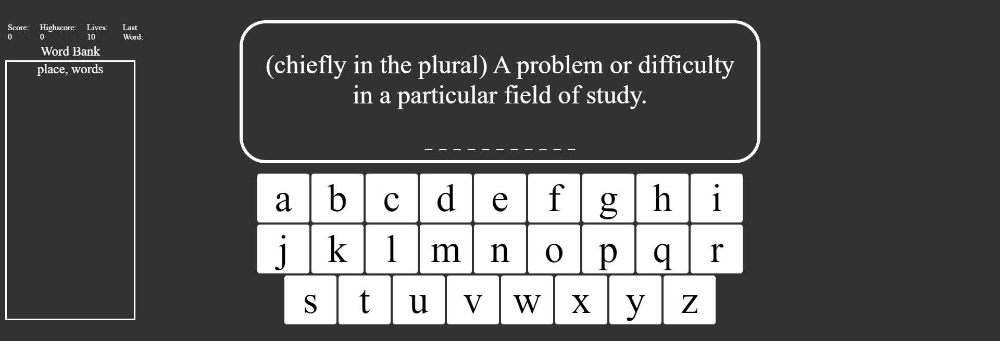 Score: Highscore: Lives: Last
0 0 10 Word:
Word Bank
place, words
(chiefly in the plural) A problem or difficulty
in a particular field of study.
_ _ _ _ _ _ _ _ _ _ _
a b c d e f g h i
j k l m n o p q r
s t u v w x y z